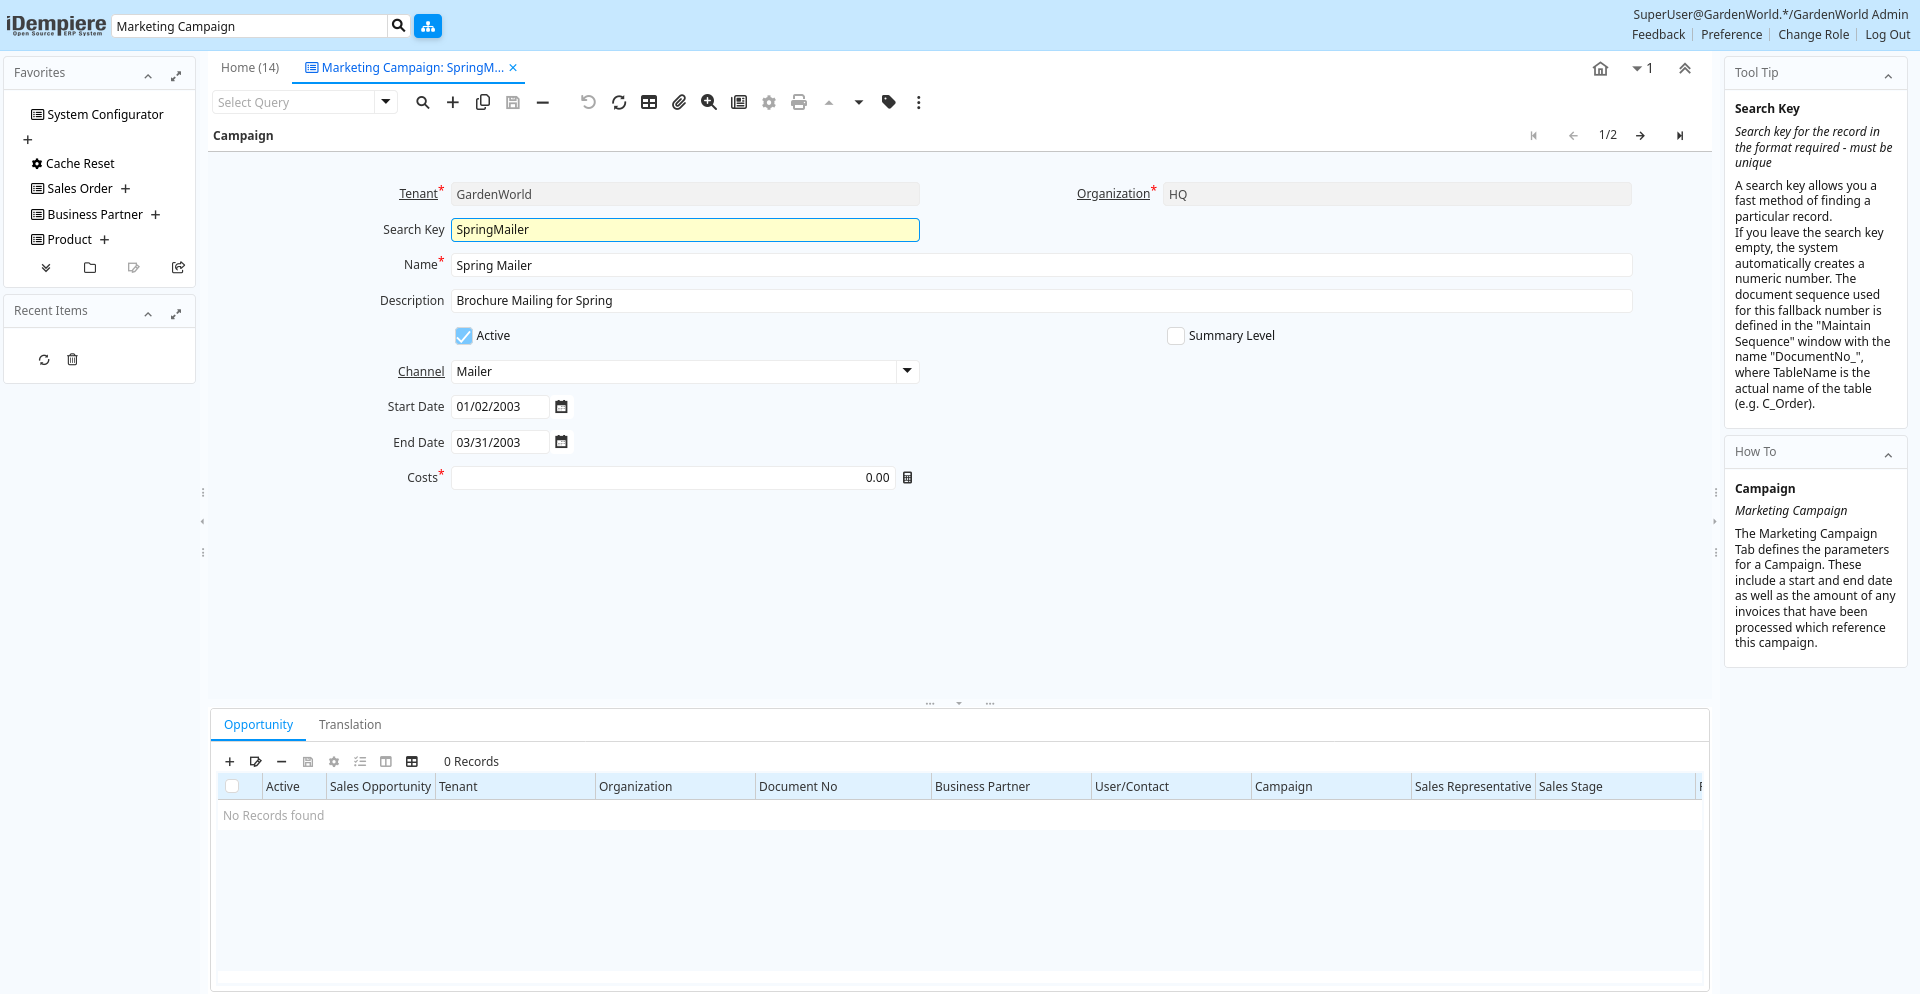 iDempiere
Open Source ERP System
Marketing Campaign
SuperUser@GardenWorld.*/GardenWorld Admin
Feedback
Preference
Change Role
Log Out
Favorites
System Configurator
Cache Reset
Sales Order
Business Partner
Product
Recent Items
Home (14)
Marketing Campaign: SpringM...
1
Select Query
Campaign
1/2
Tenant*
GardenWorld
Organization*
HQ
Search Key
SpringMailer
Name*
Spring Mailer
Description
Brochure Mailing for Spring
Active
Summary Level
Channel
Mailer
Start Date
01/02/2003
End Date
03/31/2003
Costs*
0.00
Opportunity
Translation
0 Records
Active
Sales Opportunity
Tenant
Organization
Document No
Business Partner
User/Contact
Campaign
Sales Representative
Sales Stage
No Records found
Tool Tip
Search Key
Search key for the record in
the format required - must be
unique
A search key allows you a
fast method of finding a
particular record.
If you leave the search key
empty, the system
automatically creates a
numeric number. The
document sequence used
for this fallback number is
defined in the "Maintain
Sequence" window with the
name "DocumentNo_",
where TableName is the
actual name of the table
(e.g. C_Order).
How To
Campaign
Marketing Campaign
The Marketing Campaign
Tab defines the parameters
for a Campaign. These
include a start and end date
as well as the amount of any
invoices that have been
processed which reference
this campaign.